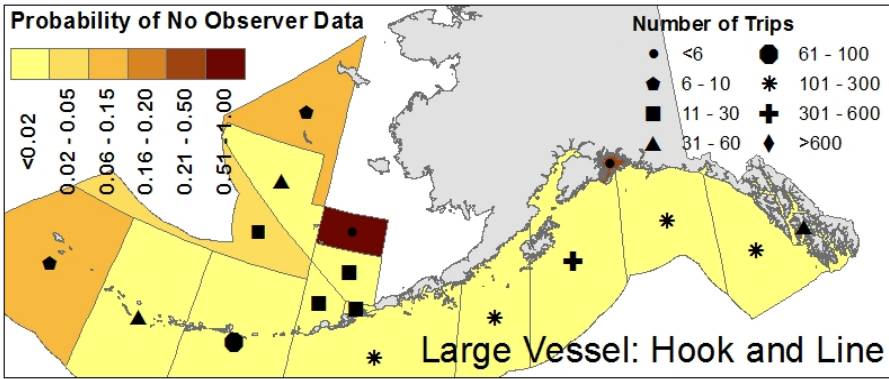 Probability of No Observer Data
<0.02
0.02 - 0.05
0.06 - 0.15
0.16 - 0.20
0.21 - 0.50
0.51 - 1.00
Number of Trips
<6
6 - 10
11 - 30
31 - 60
61 - 100
101 - 300
301 - 600
>600
Large Vessel: Hook and Line